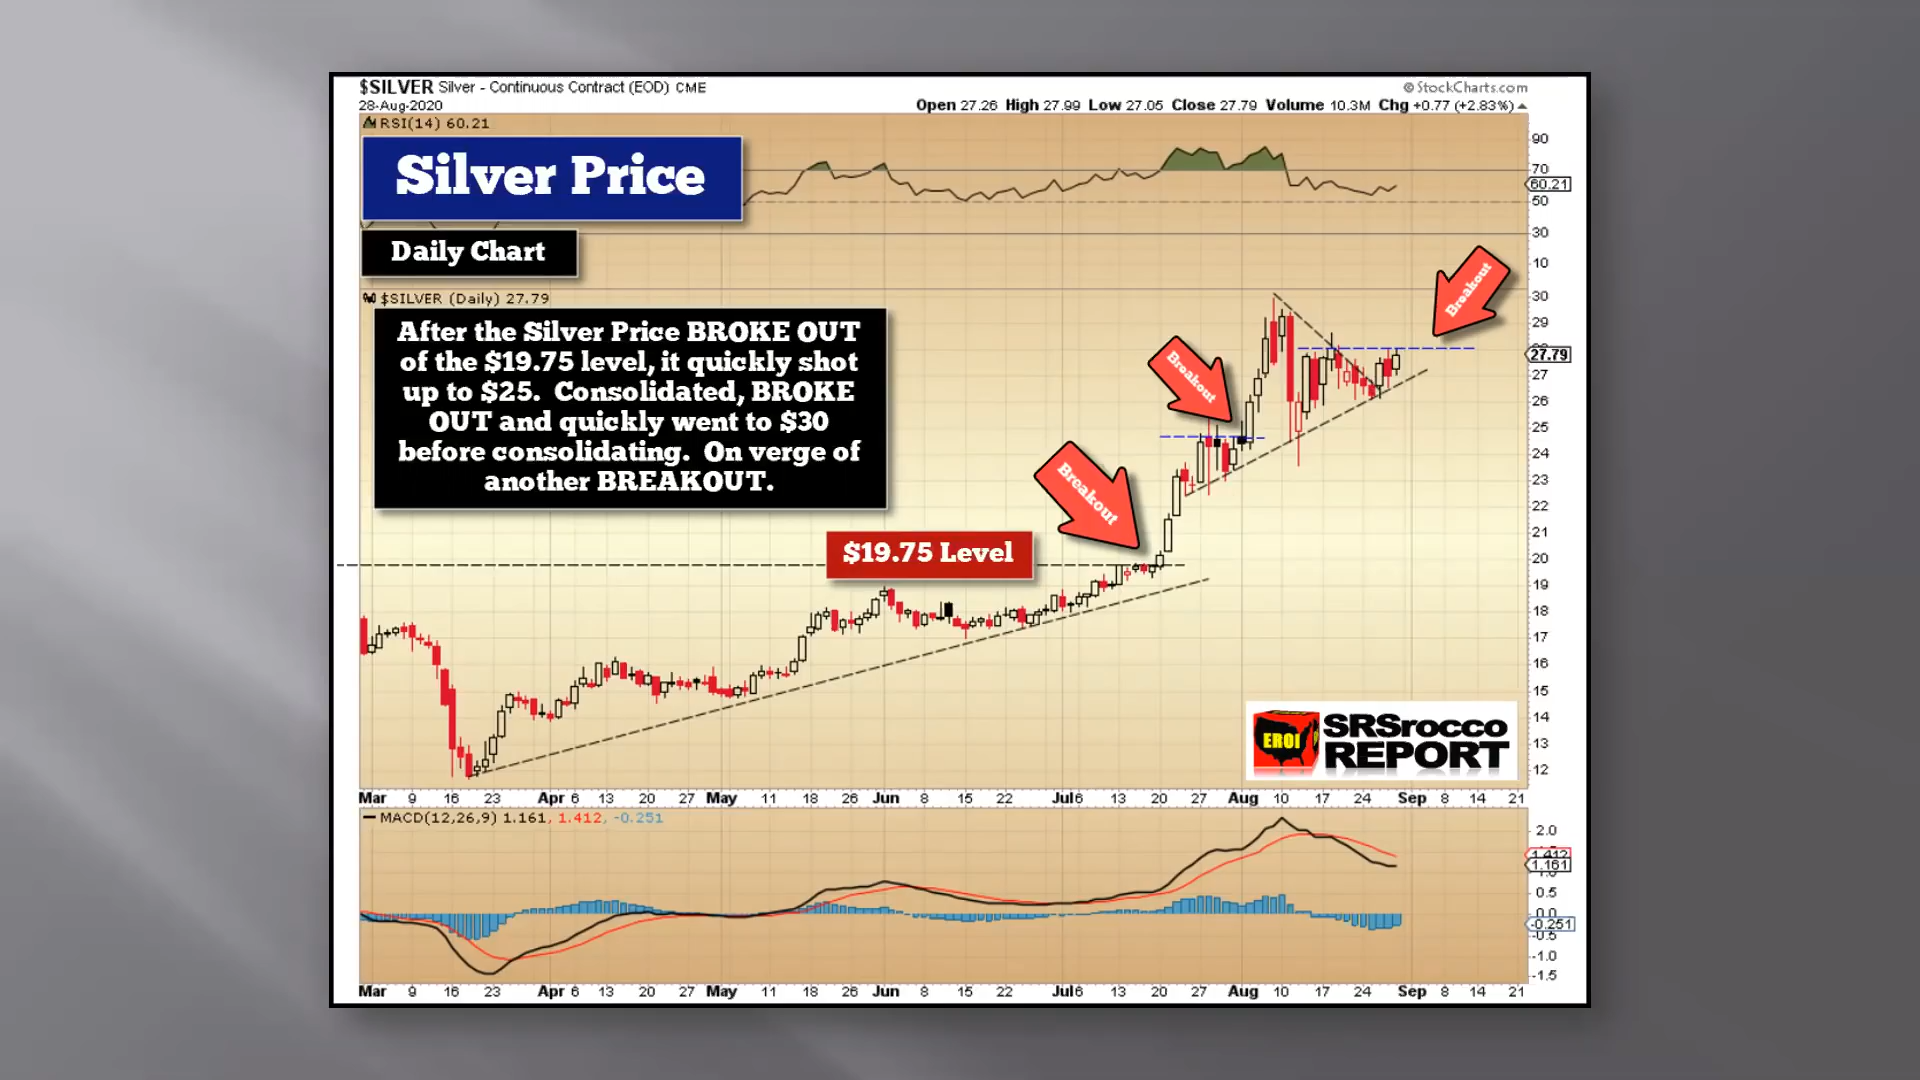 $SILVER Silver - Continuous Contract (EOD) CME
© StockCharts.com
28-Aug-2020
Open 27.26 High 27.99 Low 27.05 Close 27.79 Volume 10.3M Chg +0.77 (+2.83%)
RSI(14) 60.21
Silver Price
Daily Chart
90
70
60.21
50
30
10
$SILVER (Daily) 27.79
After the Silver Price BROKE OUT
of the $19.75 level, it quickly shot
up to $25. Consolidated, BROKE
OUT and quickly went to $30
before consolidating. On verge of
another BREAKOUT.
Breakout
Breakout
Breakout
$19.75 Level
30
29
27.79
27
26
25
24
23
22
21
20
19
18
17
16
15
14
13
12
EROI
SRSrocco
REPORT
Mar 9 16 23 Apr 6 13 20 27 May 11 18 26 Jun 8 15 22 Jul 6 13 20 27 Aug 10 17 24 Sep 8 14 21
MACD(12,26,9) 1.161, 1.412, -0.251
2.0
1.412
1.161
0.5
0.0
-0.251
-0.5
-1.0
-1.5
Mar 9 16 23 Apr 6 13 20 27 May 11 18 26 Jun 8 15 22 Jul 6 13 20 27 Aug 10 17 24 Sep 8 14 21